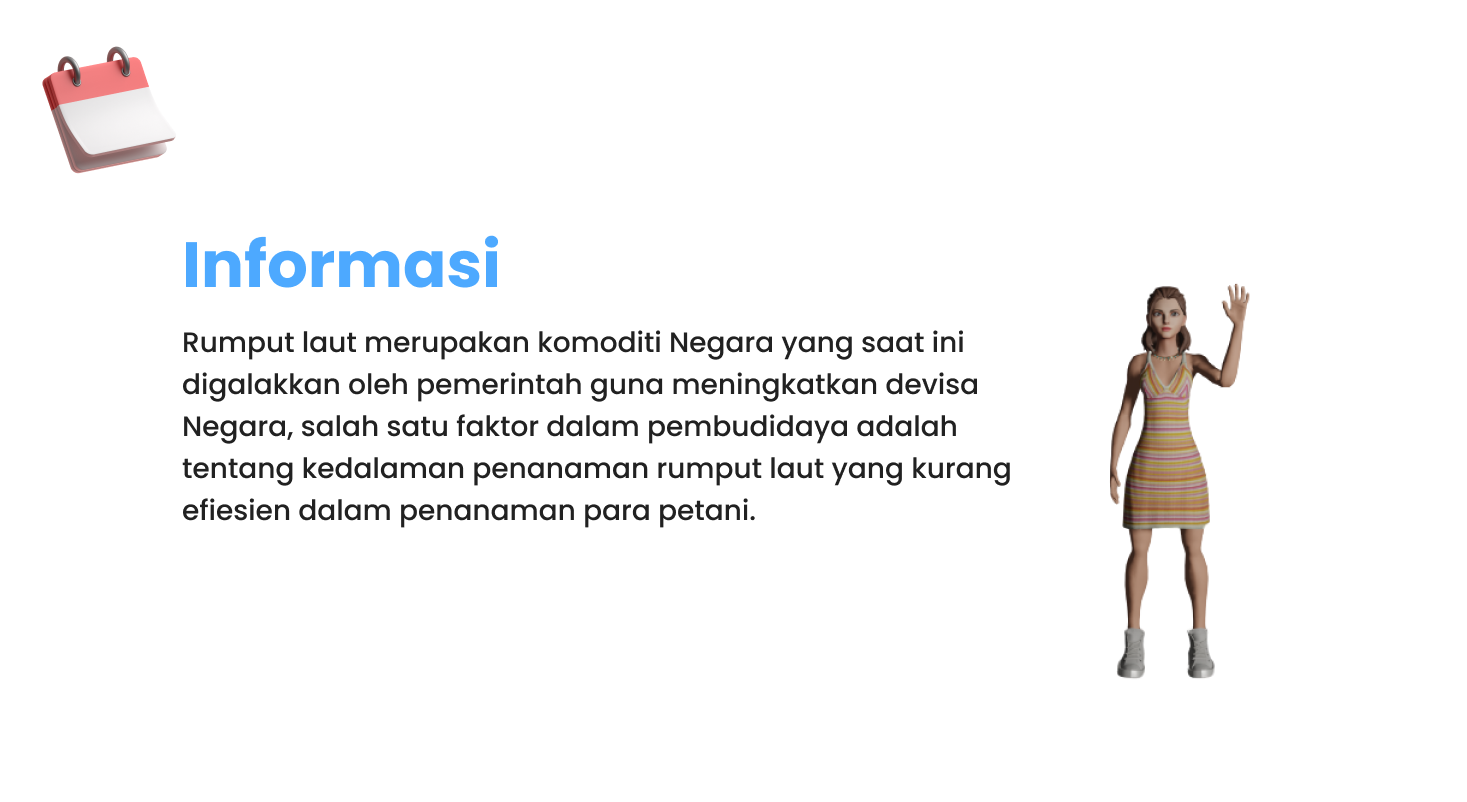 Informasi
Rumput laut merupakan komoditi Negara yang saat ini
digalakkan oleh pemerintah guna meningkatkan devisa
Negara, salah satu faktor dalam pembudidaya adalah
tentang kedalaman penanaman rumput laut yang kurang
efiesien dalam penanaman para petani.